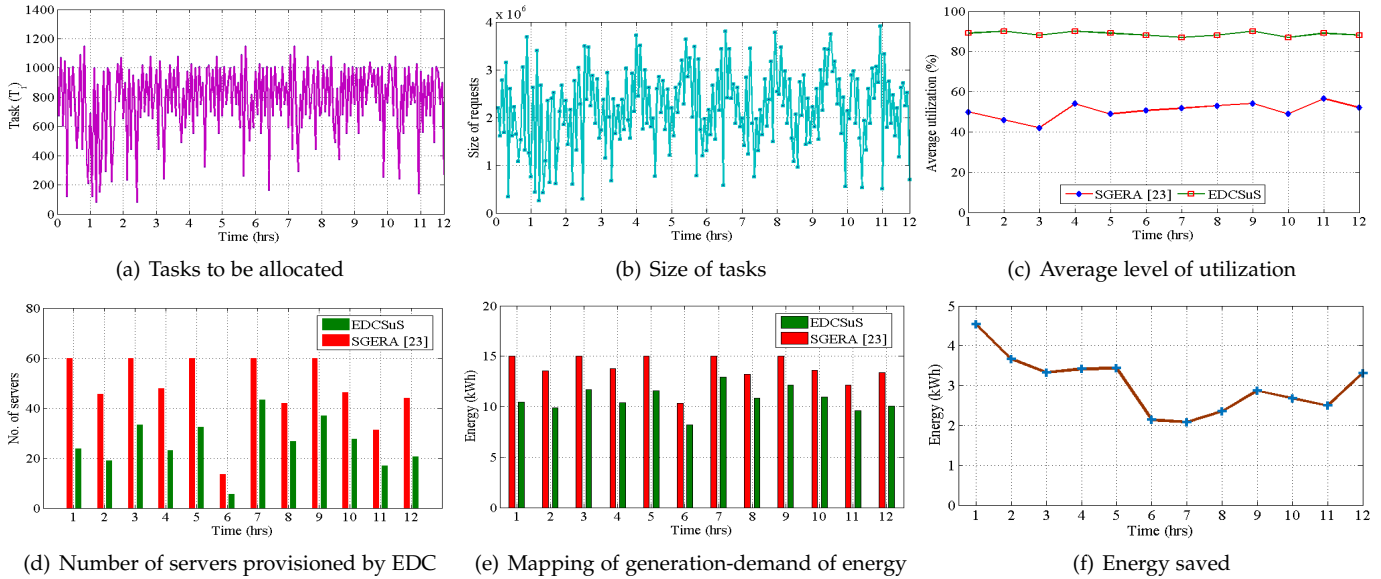 1400
1200
1000
800
600
400
200
0
Task (Tj)
0 1 2 3 4 5 6 7 8 9 10 11 12
Time (hrs)
(a) Tasks to be allocated
x 10^6
4
3
2
1
0
Size of requests
0 1 2 3 4 5 6 7 8 9 10 11 12
Time (hrs)
(b) Size of tasks
100
80
60
40
20
0
Average utilization (%)
SGERA [23] EDCSuS
1 2 3 4 5 6 7 8 9 10 11 12
Time (hrs)
(c) Average level of utilization
80
60
40
20
0
No. of servers
EDCSuS
SGERA [23]
1 2 3 4 5 6 7 8 9 10 11 12
Time (hrs)
(d) Number of servers provisioned by EDC
20
15
10
5
0
Energy (kWh)
EDCSuS
SGERA [23]
1 2 3 4 5 6 7 8 9 10 11 12
Time (hrs)
(e) Mapping of generation-demand of energy
5
4
3
2
1
0
Energy (kWh)
1 2 3 4 5 6 7 8 9 10 11 12
Time (hrs)
(f) Energy saved